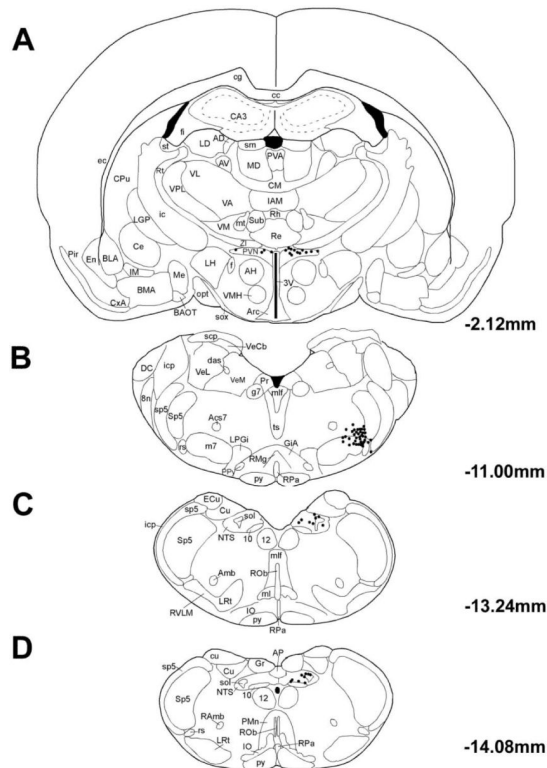 A
cg
cc
CA3
fi
LD AD sm PVA
st
AV
MD
ec
Rt VL
CM
CPu
VPL
VA IAM
Rh
LGP ic
VM mt Sub
Re
Ce
ZI
PVN
Pir
En BLA
LH f AH 3V
IM Me
BMA opt VMH
CxA
BAOT sox Arc
-2.12mm
B
scp
VeCb
DC icp
das
VeL VeM Pr
8n
g7 mlf
sp5 Sp5
Acs7 ts
rs m7 LPGi GiA
RMg
PPy
py RPa
-11.00mm
C
ECu
sp5 Cu sol
icp
NTS 10 12
Sp5
mlf
ROb
Amb
LRt ml
RVLM
IO
py
RPa
-13.24mm
D
AP
cu Gr
sp5
Cu
sol
NTS 10 12
Sp5
RAmb PMn
ROb
rs
LRt IO RPa
py
-14.08mm